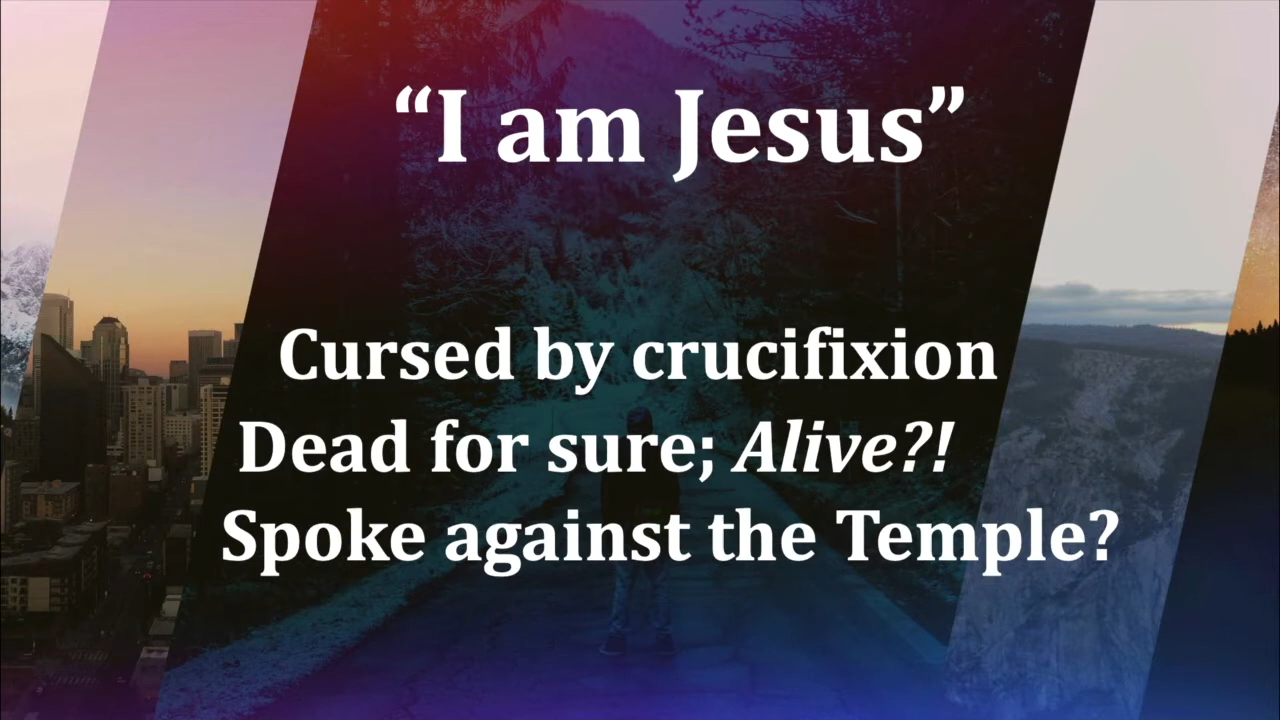 “I am Jesus”
Cursed by crucifixion
Dead for sure; Alive?!
Spoke against the Temple?